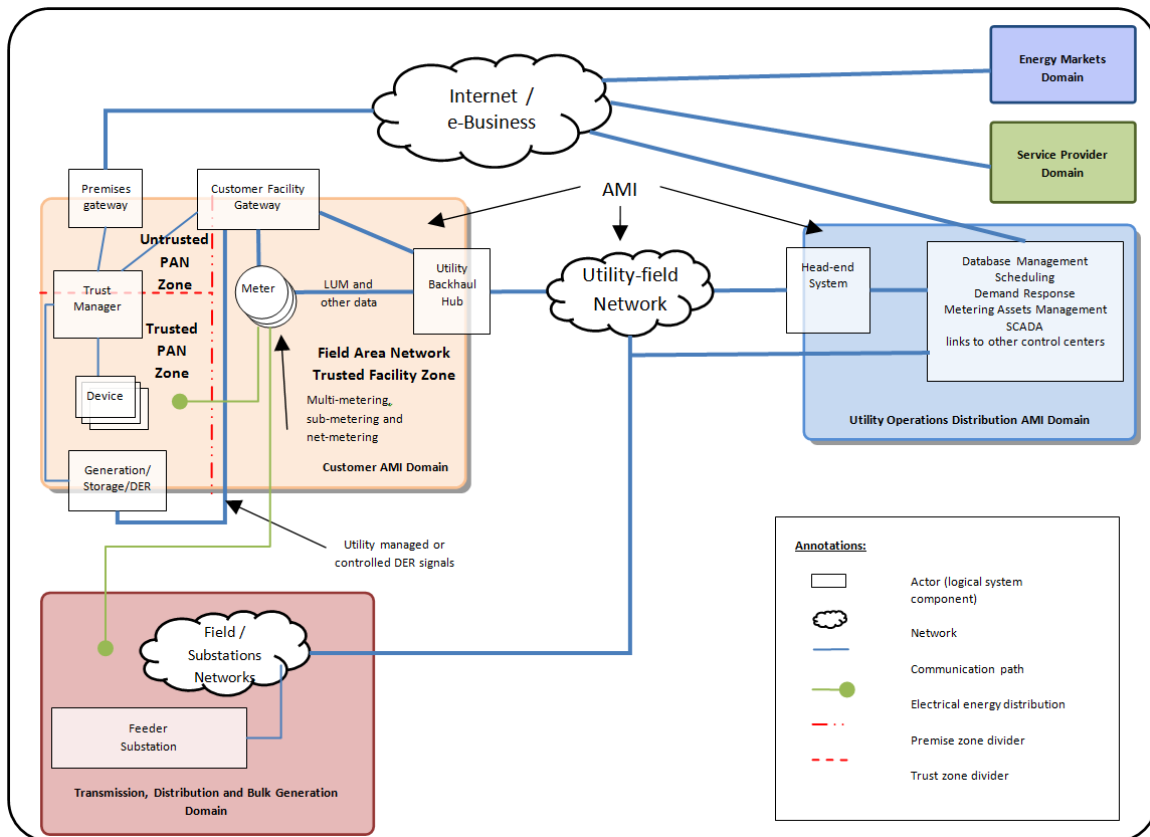 Energy Markets
Domain
Internet /
e-Business
Service Provider
Domain
Premises
gateway
Customer Facility
Gateway
AMI
Untrusted
PAN
Zone
Trust
Manager
Meter
LUM and
other data
Utility
Backhaul
Hub
Utility-field
Network
Head-end
System
Database Management
Scheduling
Demand Response
Metering Assets Management
SCADA
links to other control centers
Trusted
PAN
Zone
Field Area Network
Trusted Facility Zone
Device
Multi-metering,
sub-metering and
net-metering
Utility Operations Distribution AMI Domain
Customer AMI Domain
Generation/
Storage/DER
Utility managed or
controlled DER signals
Field /
Substations
Networks
Feeder
Substation
Transmission, Distribution and Bulk Generation
Domain
Annotations:
Actor (logical system
component)
Network
Communication path
Electrical energy distribution
Premise zone divider
Trust zone divider